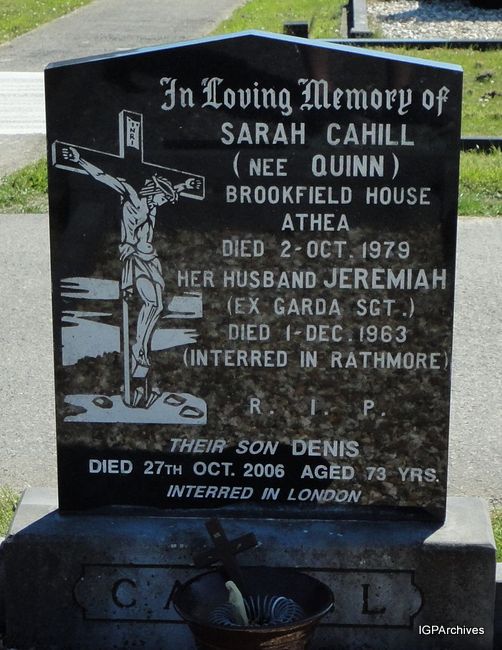 INRI
In Loving Memory of
SARAH CAHILL
(NEE QUINN)
BROOKFIELD HOUSE
ATHEA
DIED 2-OCT. 1979
HER HUSBAND JEREMIAH
(EX GARDA SGT.)
DIED 1-DEC. 1963
(INTERRED IN RATHMORE)
R. I. P.
THEIR SON DENIS
DIED 27TH OCT. 2006 AGED 73 YRS.
INTERRED IN LONDON
IGPArchives